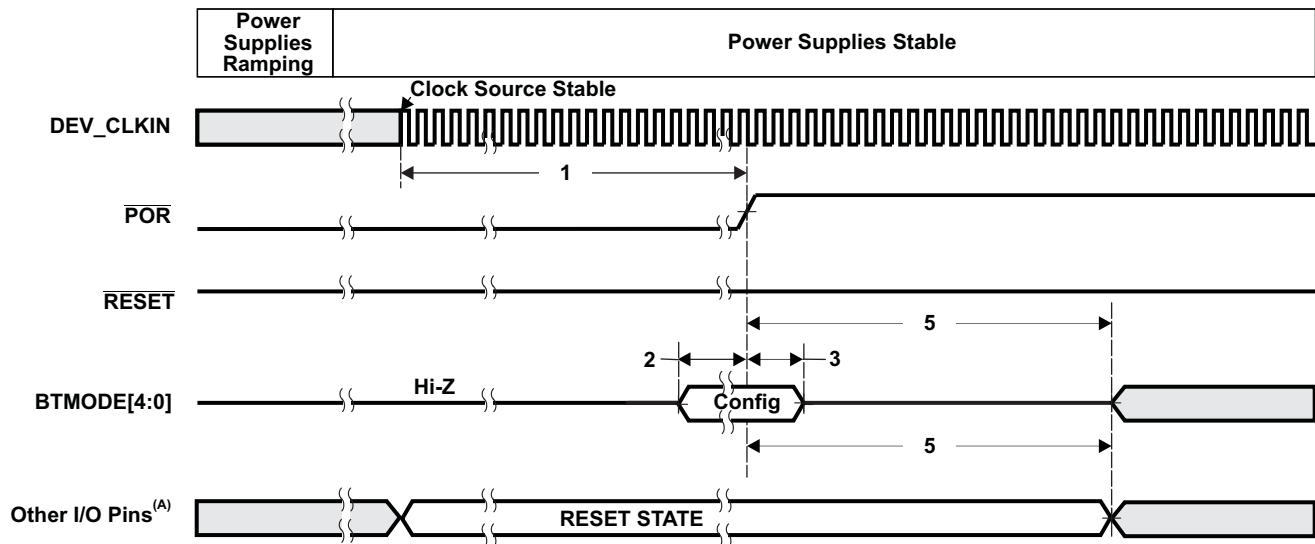 Power
Supplies
Ramping
Power Supplies Stable
Clock Source Stable
DEV_CLKIN
1
POR
RESET
5
2
3
Hi-Z
BTMODE[4:0]
Config
5
Other I/O Pins(A)
RESET STATE